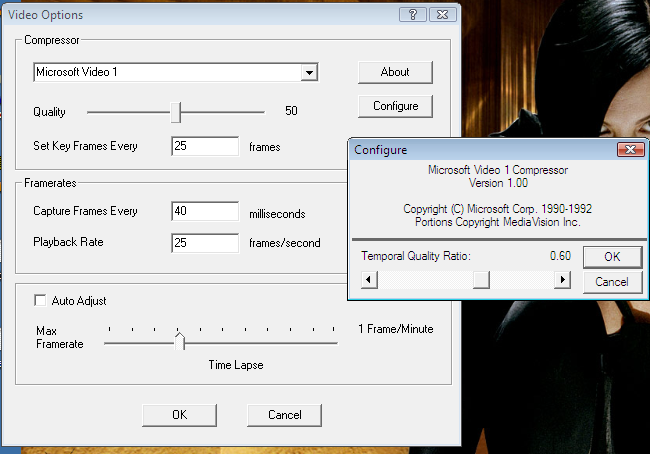 Video Options
Compressor
Microsoft Video 1
About
Quality
50
Configure
Set Key Frames Every
25
frames
Framerates
Capture Frames Every
40
milliseconds
Playback Rate
25
frames/second
Auto Adjust
Max
Framerate
1 Frame/Minute
Time Lapse
OK
Cancel
Configure
Microsoft Video 1 Compressor
Version 1.00
Copyright (C) Microsoft Corp. 1990-1992
Portions Copyright MediaVision Inc.
Temporal Quality Ratio:
0.60
OK
Cancel